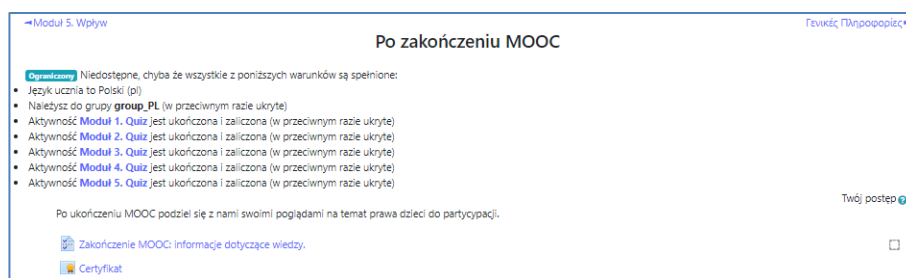 ◄Moduł 5. Wpływ
Γενικές Πληροφορίες
Po zakończeniu MOOC
Ograniczony Niedostępne, chyba że wszystkie z poniższych warunków są spełnione:
• Język ucznia to Polski (pl)
• Należysz do grupy group_PL (w przeciwnym razie ukryte)
• Aktywność Moduł 1. Quiz jest ukończona i zaliczona (w przeciwnym razie ukryte)
• Aktywność Moduł 2. Quiz jest ukończona i zaliczona (w przeciwnym razie ukryte)
• Aktywność Moduł 3. Quiz jest ukończona i zaliczona (w przeciwnym razie ukryte)
• Aktywność Moduł 4. Quiz jest ukończona i zaliczona (w przeciwnym razie ukryte)
• Aktywność Moduł 5. Quiz jest ukończona i zaliczona (w przeciwnym razie ukryte)
Twój postęp
Po ukończeniu MOOC podziel się z nami swoimi poglądami na temat prawa dzieci do partycypacji.
Zakończenie MOOC: informacje dotyczące wiedzy.
Certyfikat